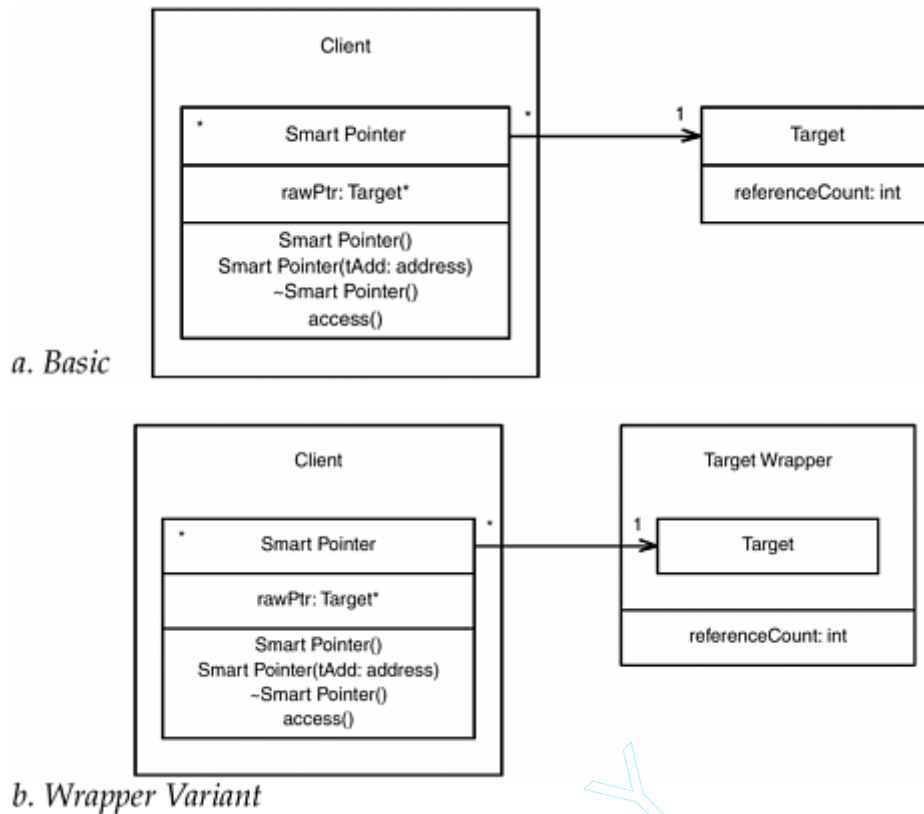 Client
*
Smart Pointer
*
1
Target
rawPtr: Target*
referenceCount: int
Smart Pointer()
Smart Pointer(tAdd: address)
~Smart Pointer()
access()
a. Basic
Client
Target Wrapper
*
Smart Pointer
*
1
Target
rawPtr: Target*
referenceCount: int
Smart Pointer()
Smart Pointer(tAdd: address)
~Smart Pointer()
access()
b. Wrapper Variant
Y